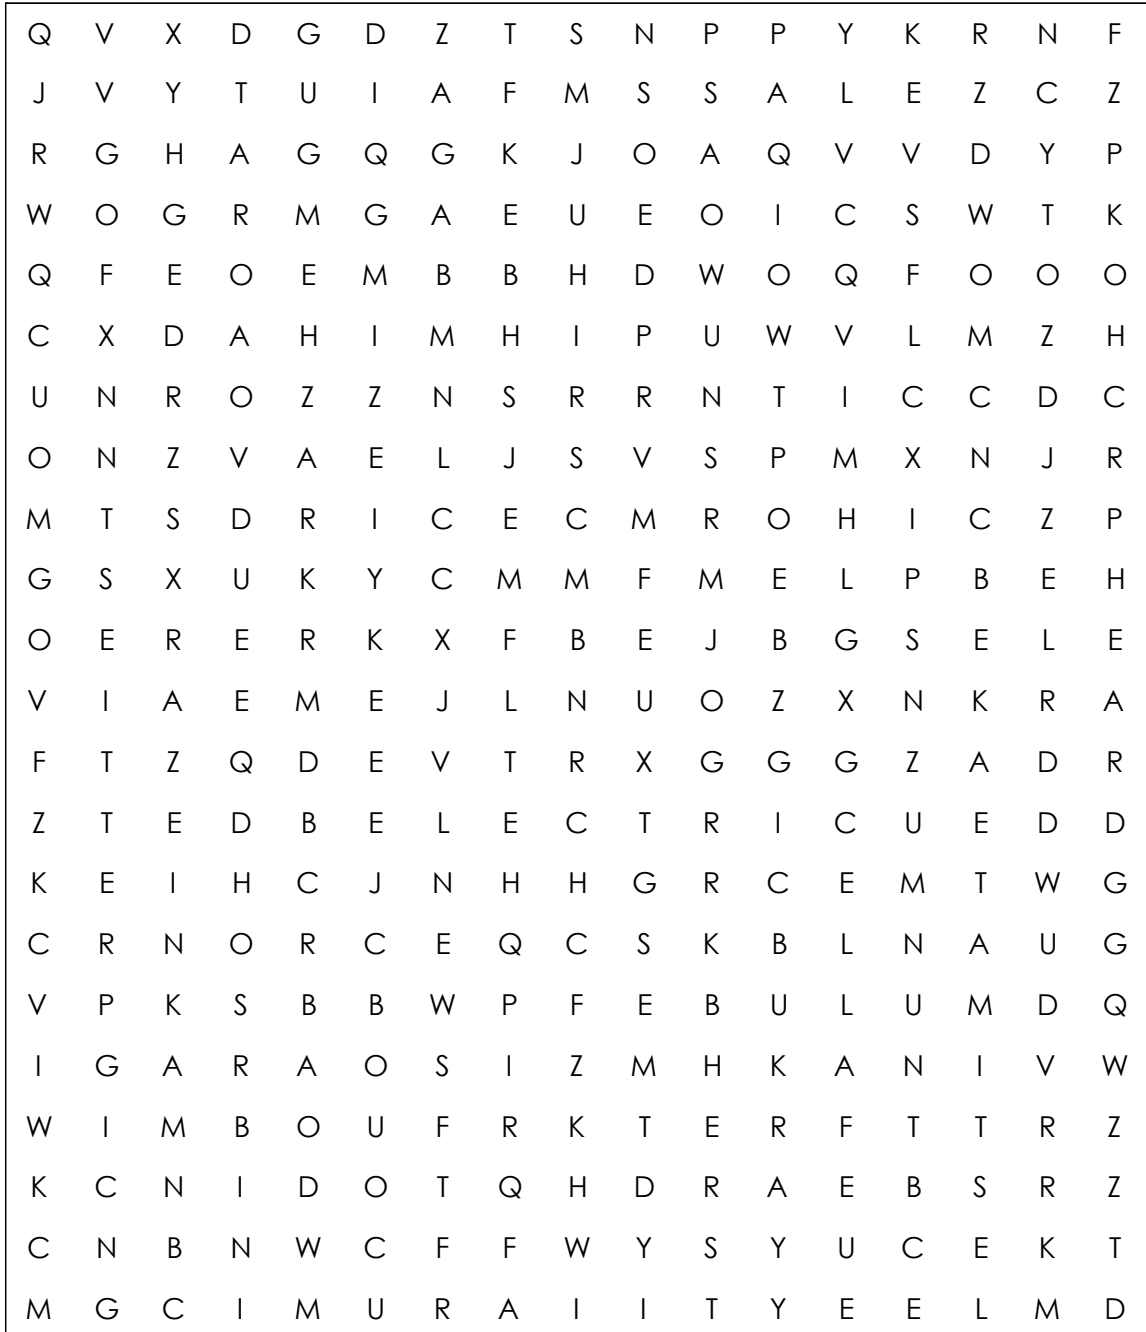 Q V X D G D Z T S N P P Y K R N F
J V Y T U I A F M S S A L E Z C Z
R G H A G Q G K J O A Q V V D Y P
W O G R M G A E U E O I C S W T K
Q F E O E M B B H D W O Q F O O O
C X D A H I M H I P U W V L M Z H
U N R O Z Z N S R R N T I C C D C
O N Z V A E L J S V S P M X N J R
M T S D R I C E C M R O H I C Z P
G S X U K Y C M M F M E L P B E H
O E R E R K X F B E J B G S E L E
V I A E M E J L N U O Z X N K R A
F T Z Q D E V T R X G G G Z A D R
Z T E D B E L E C T R I C U E D D
K E I H C J N H H G R C E M T W G
C R N O R C E Q C S K B L N A U G
V P K S B B W P F E B U L U M D Q
I G A R A O S I Z M H K A N I V W
W I M B O U F R K T E R F T T R Z
K C N I D O T Q H D R A E B S R Z
C N B N W C F F W Y S Y U C E K T
M G C I M U R A I I T Y E E L M D